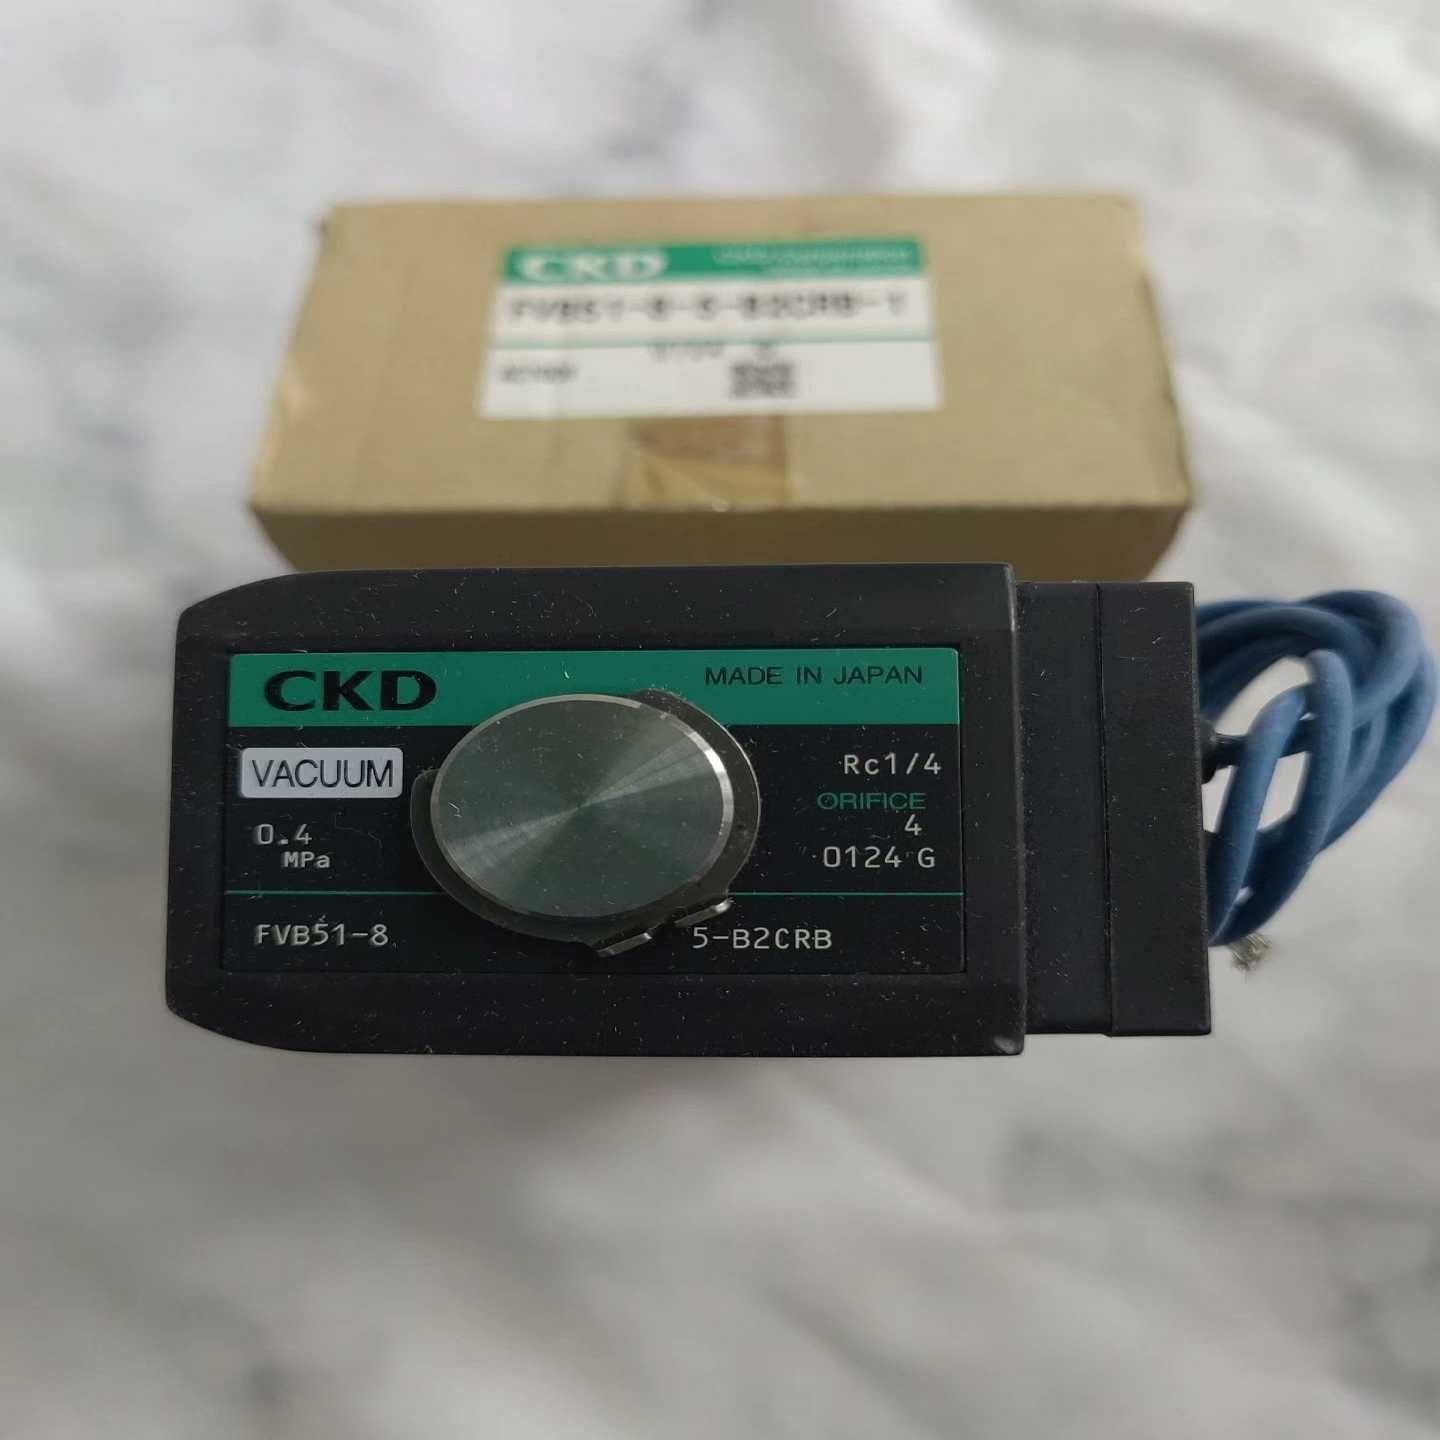 CKD
FVB51-8-5-B2CRB-1
CKD
MADE IN JAPAN
VACUUM
Rc1/4
ORIFICE
4
0.4
MPa
0124 G
FVB51-8
5-B2CRB